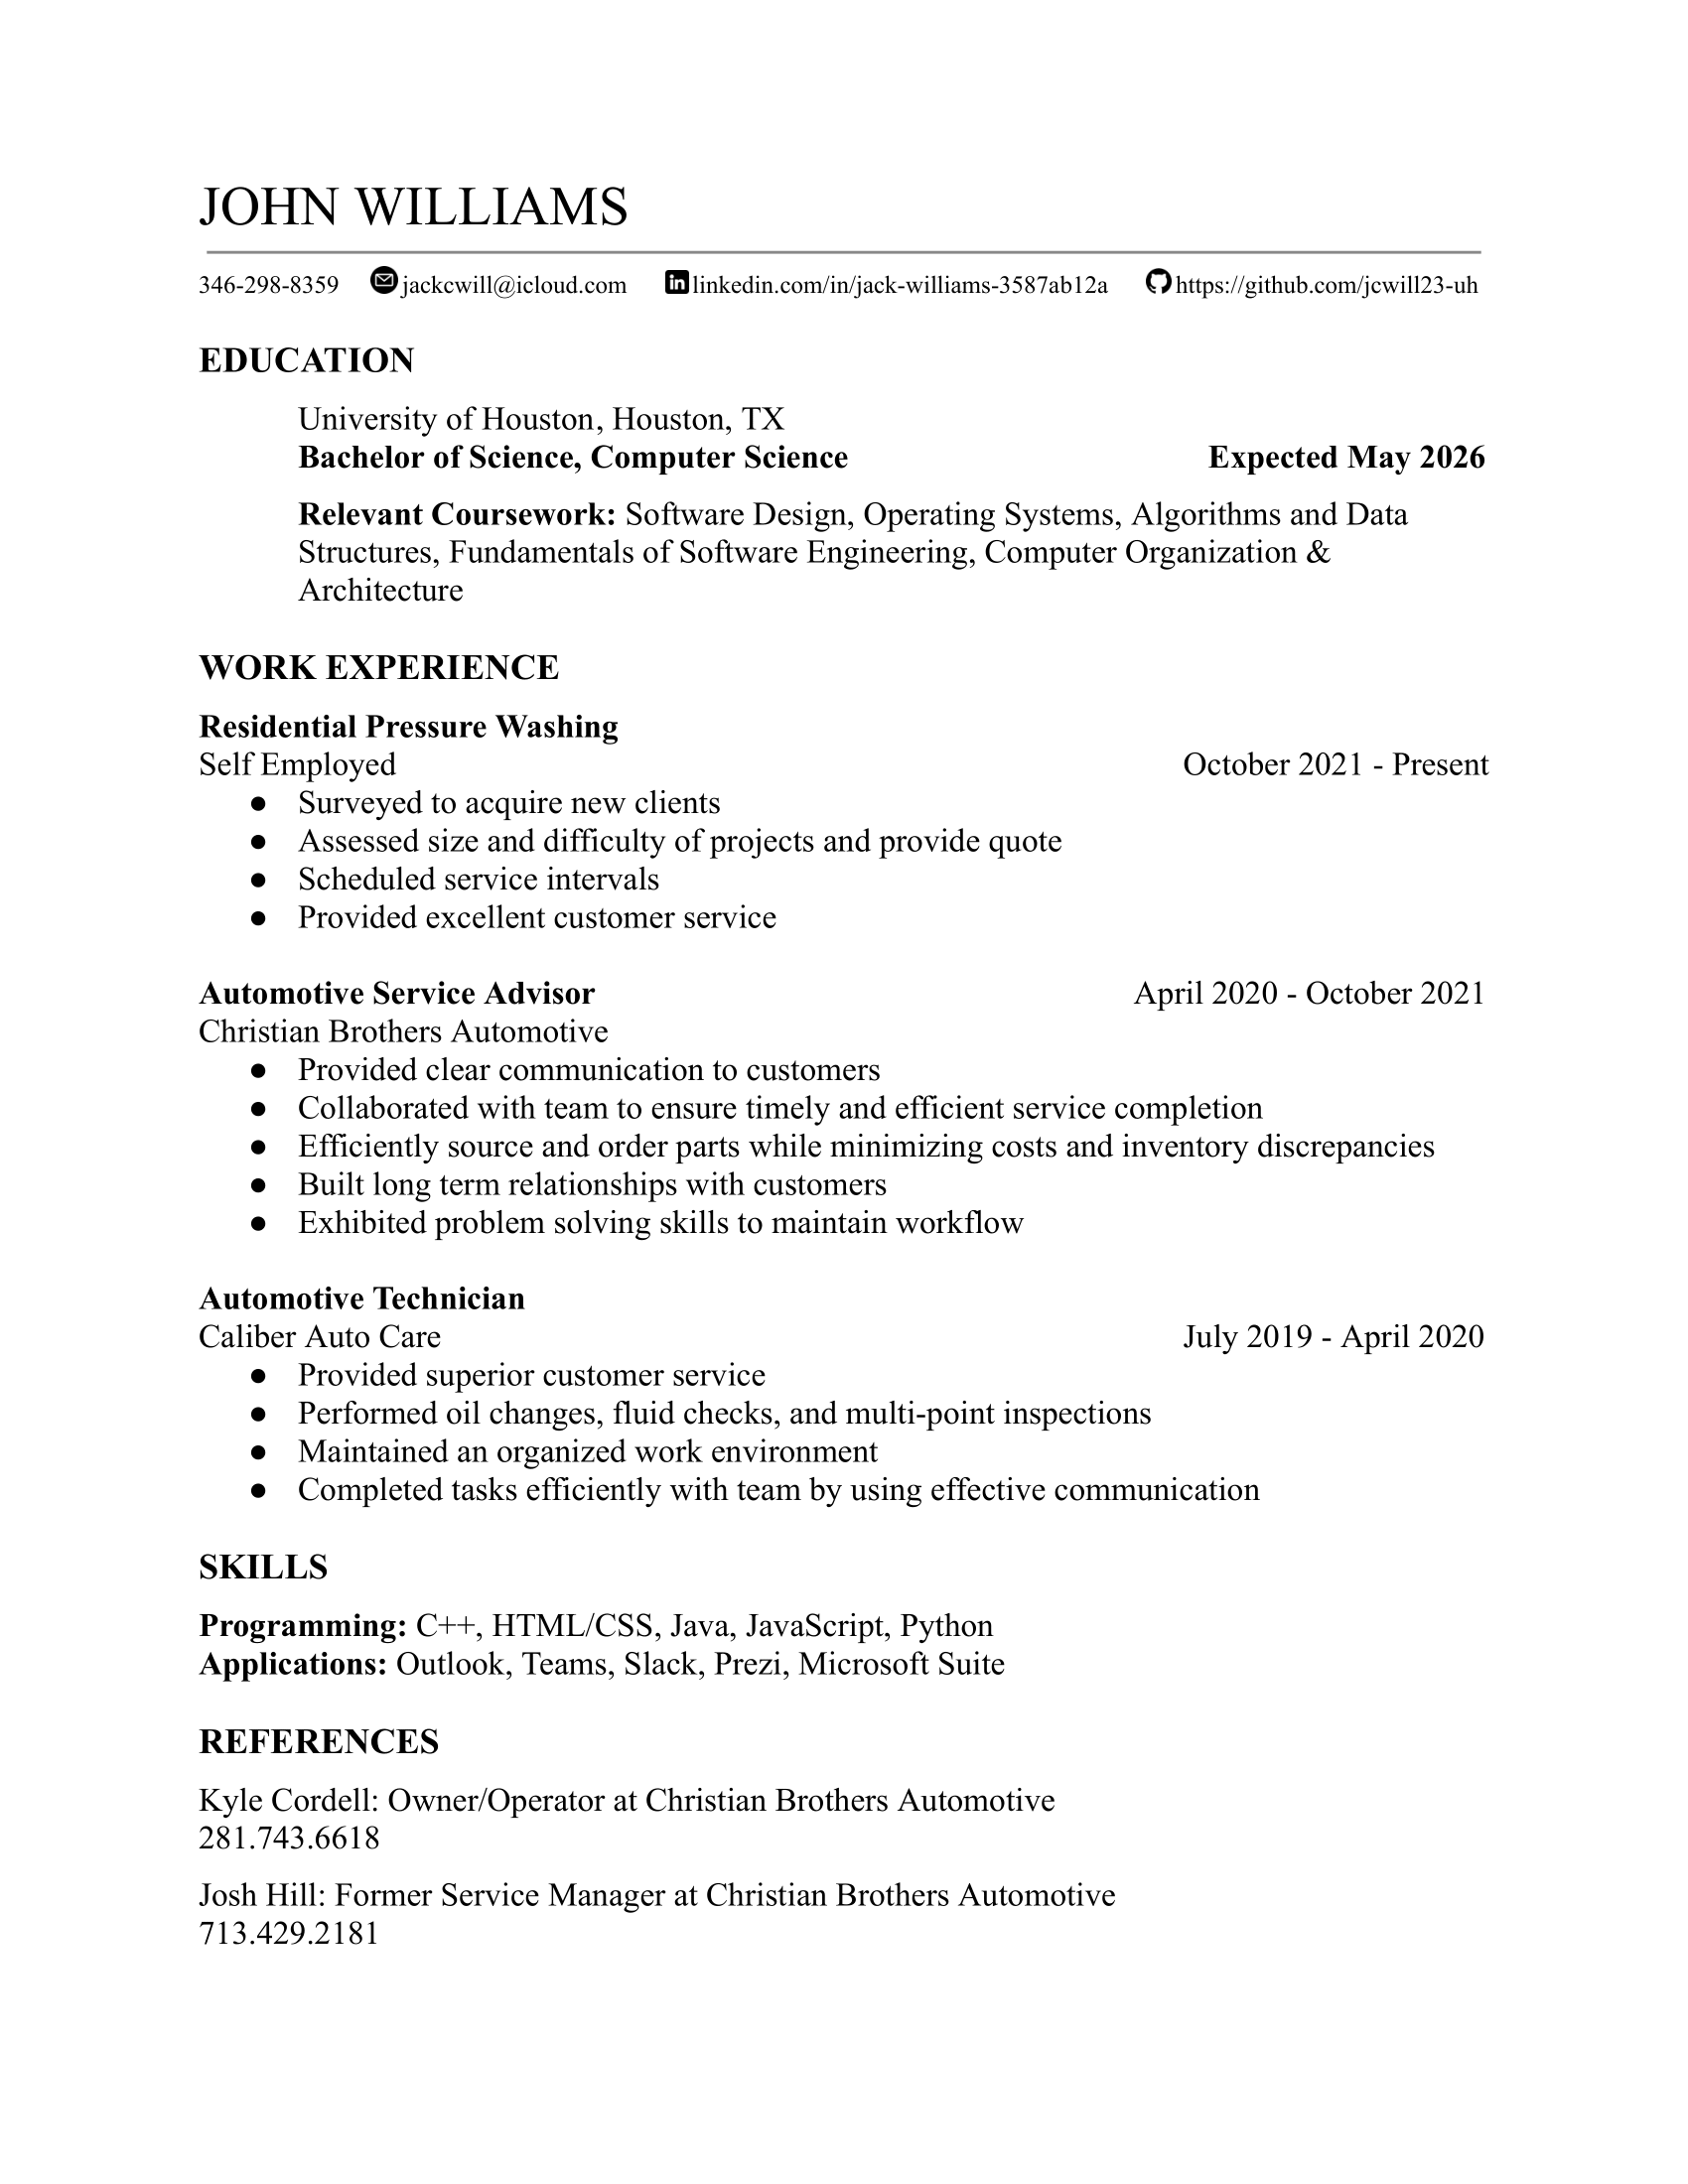 JOHN WILLIAMS
346-298-8359 jackcwill@icloud.com linkedin.com/in/jack-williams-3587ab12a https://github.com/jcwill23-uh
EDUCATION
University of Houston, Houston, TX
Bachelor of Science, Computer Science Expected May 2026
Relevant Coursework: Software Design, Operating Systems, Algorithms and Data
Structures, Fundamentals of Software Engineering, Computer Organization &
Architecture
WORK EXPERIENCE
Residential Pressure Washing
Self Employed October 2021 - Present
● Surveyed to acquire new clients
● Assessed size and difficulty of projects and provide quote
● Scheduled service intervals
● Provided excellent customer service
Automotive Service Advisor April 2020 - October 2021
Christian Brothers Automotive
● Provided clear communication to customers
● Collaborated with team to ensure timely and efficient service completion
● Efficiently source and order parts while minimizing costs and inventory discrepancies
● Built long term relationships with customers
● Exhibited problem solving skills to maintain workflow
Automotive Technician
Caliber Auto Care July 2019 - April 2020
● Provided superior customer service
● Performed oil changes, fluid checks, and multi-point inspections
● Maintained an organized work environment
● Completed tasks efficiently with team by using effective communication
SKILLS
Programming: C++, HTML/CSS, Java, JavaScript, Python
Applications: Outlook, Teams, Slack, Prezi, Microsoft Suite
REFERENCES
Kyle Cordell: Owner/Operator at Christian Brothers Automotive
281.743.6618
Josh Hill: Former Service Manager at Christian Brothers Automotive
713.429.2181